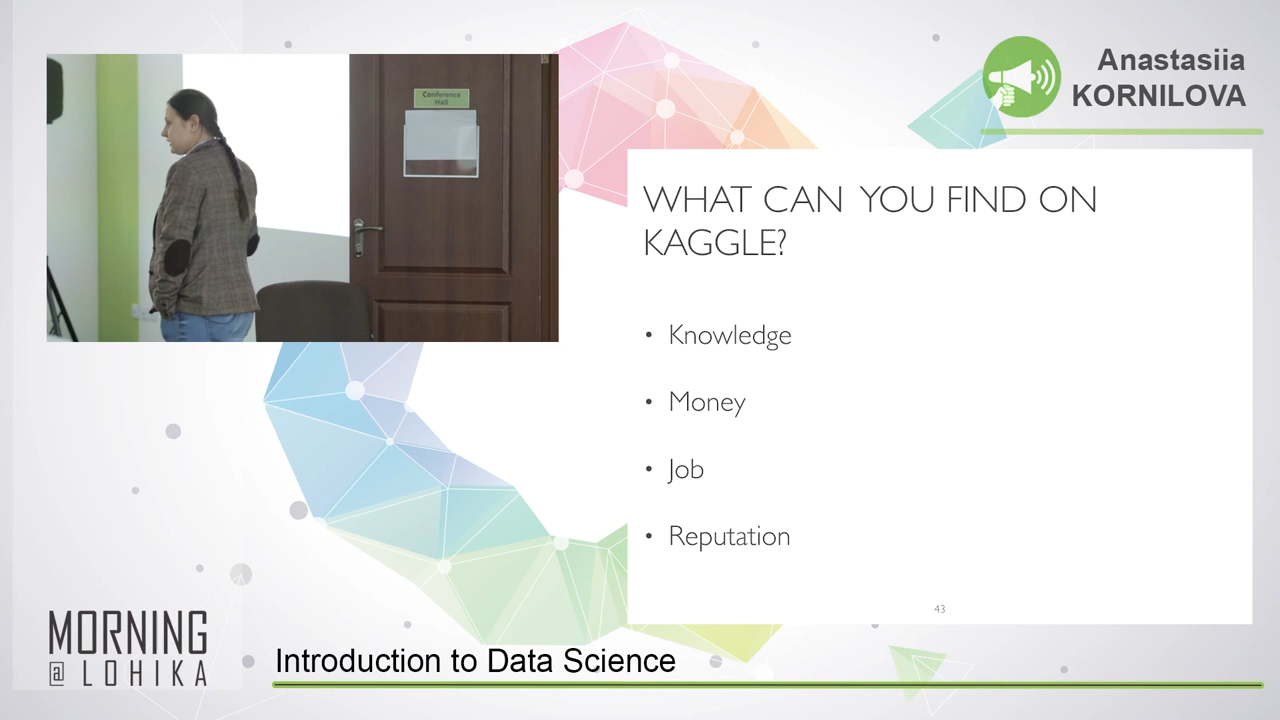 Anastasiia
KORNILOVA
Conference
Hall
WHAT CAN YOU FIND ON
KAGGLE?
• Knowledge
• Money
• Job
• Reputation
43
MORNING
@ LOHIKA
Introduction to Data Science